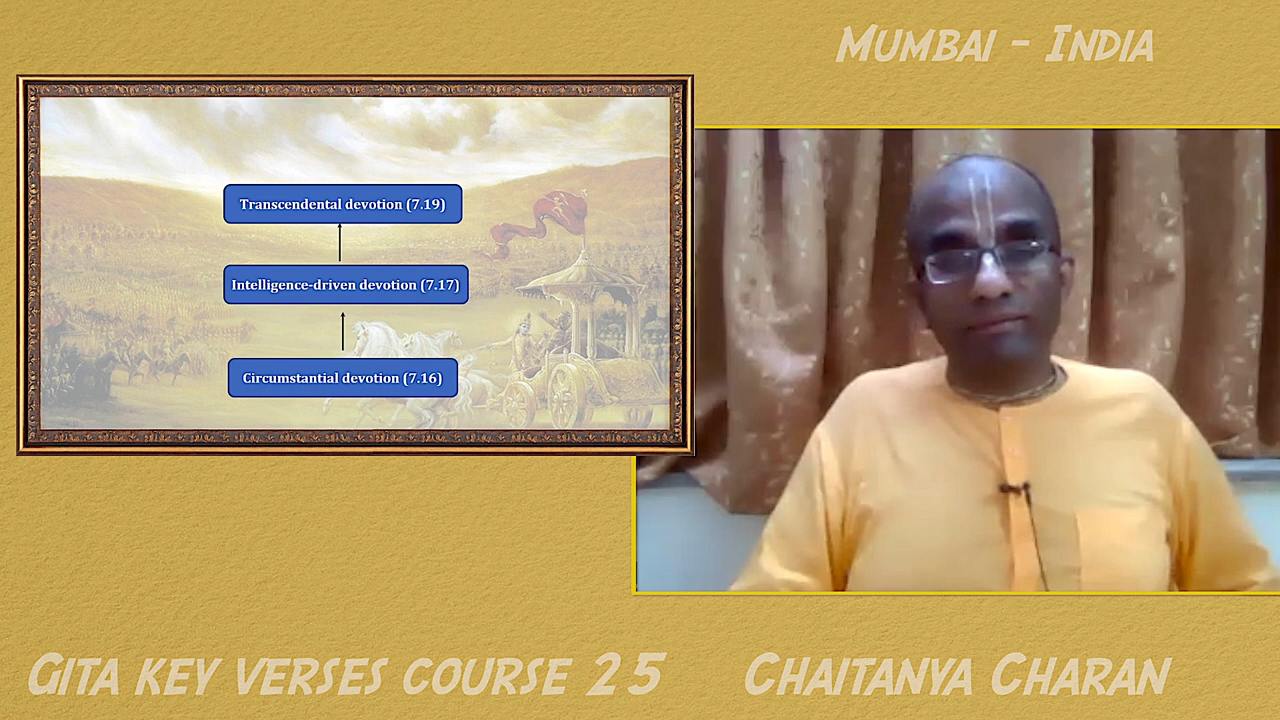 Mumbai - India
Transcendental devotion (7.19)
Intelligence-driven devotion (7.17)
Circumstantial devotion (7.16)
Gita key verses course 25
Chaitanya Charan